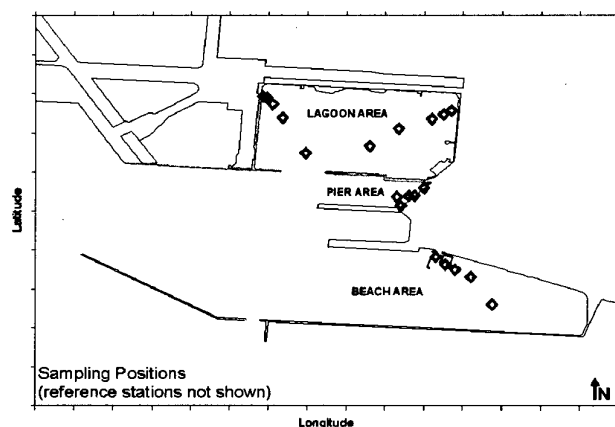 LAGOON AREA
PIER AREA
Latitude
BEACH AREA
Sampling Positions
(reference stations not shown)
N
Longitude